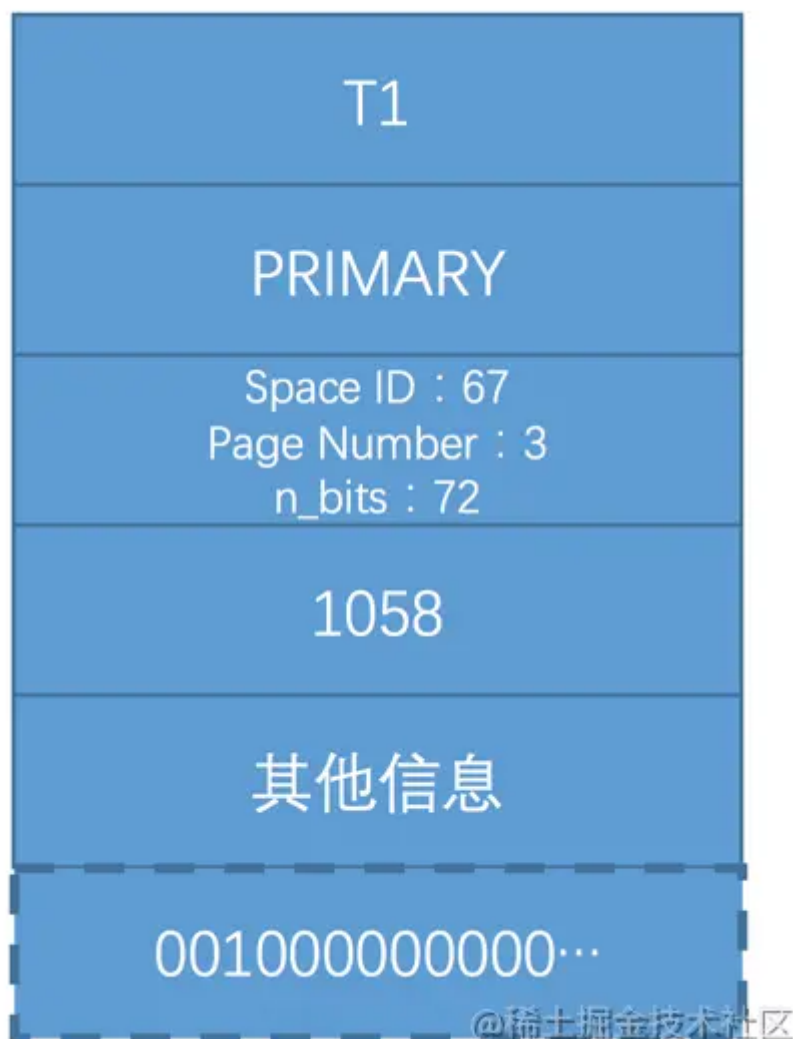 T1
PRIMARY
Space ID：67
Page Number：3
n_bits：72
1058
其他信息
001000000000…
@稀土掘金技术社区